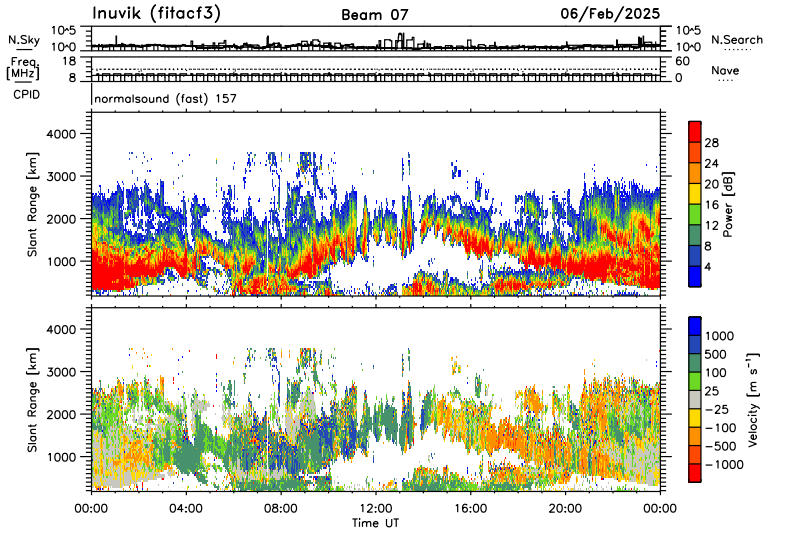 Inuvik (fitacf3) Beam 07 06/Feb/2025
N.Sky 10^5 10^0 10^5 10^0 N.Search
Freq. [MHz] 18 8 60 0 Nave
CPID normalsound (fast) 157
Slant Range [km] 4000 3000 2000 1000
28 24 20 16 12 8 4 Power [dB]
Slant Range [km] 4000 3000 2000 1000
1000 500 100 25 −25 −100 −500 −1000 Velocity [m s⁻¹]
00:00 04:00 08:00 12:00 16:00 20:00 00:00
Time UT